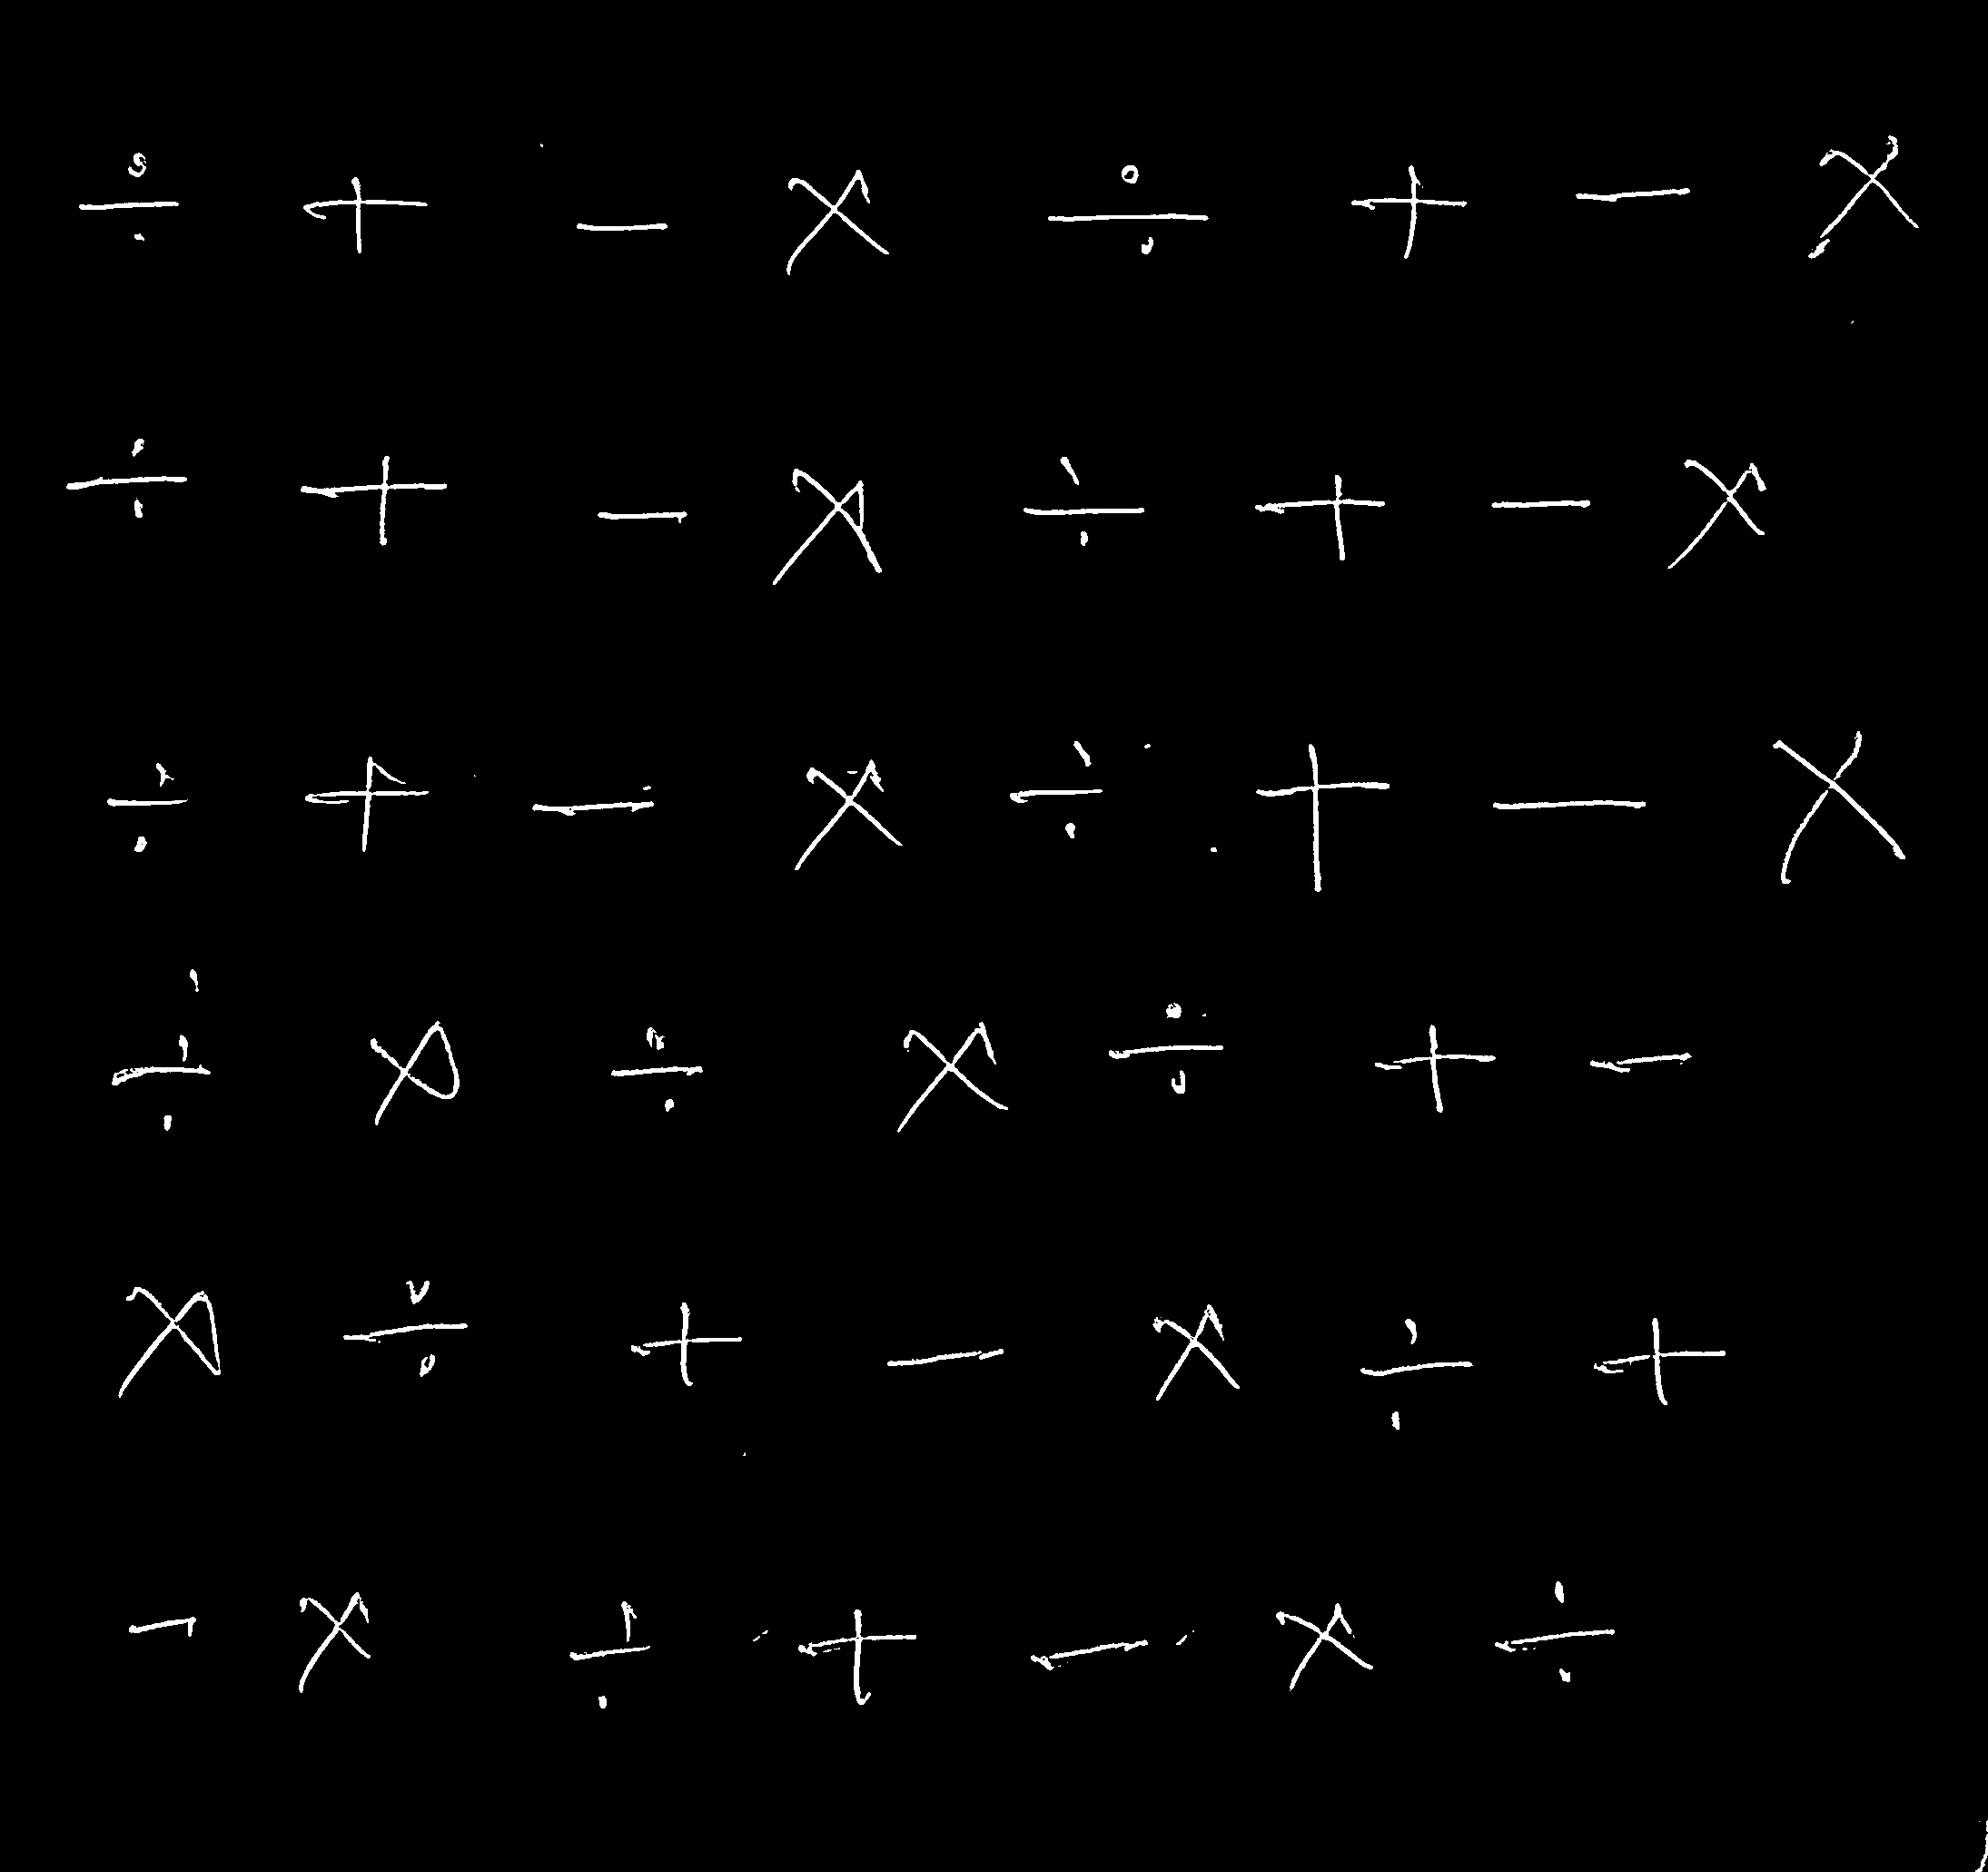 ÷ + − × ÷ + − ×
÷ + − × ÷ + − ×
÷ + − × ÷ + − ×
÷ × ÷ × ÷ + −
× ÷ + − × ÷ +
− × ÷ + − × ÷